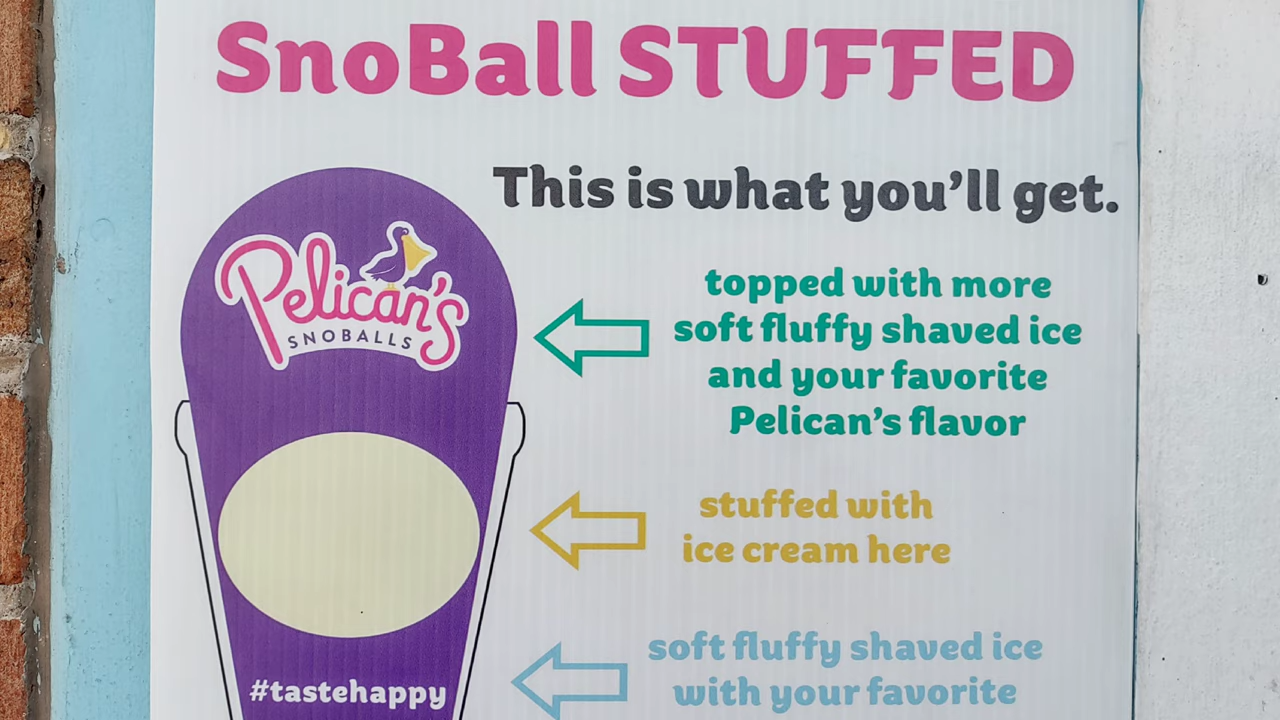 SnoBall STUFFED
This is what you'll get.
Pelican's
SNOBALLS
topped with more
soft fluffy shaved ice
and your favorite
Pelican's flavor
stuffed with
ice cream here
soft fluffy shaved ice
with your favorite
#tastehappy